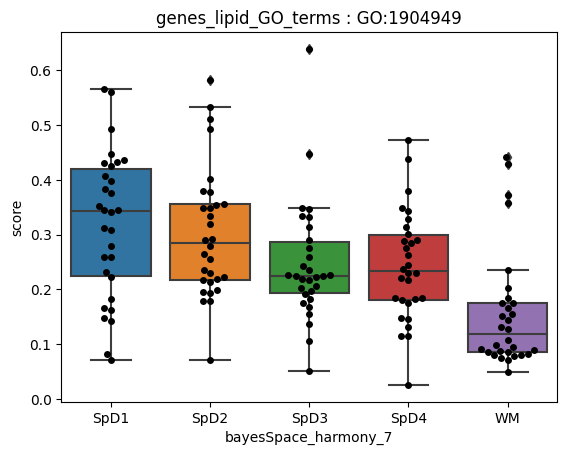 genes_lipid_GO_terms : GO:1904949
0.6
0.5
0.4
0.3
0.2
0.1
0.0
score
SpD1 SpD2 SpD3 SpD4 WM
bayesSpace_harmony_7